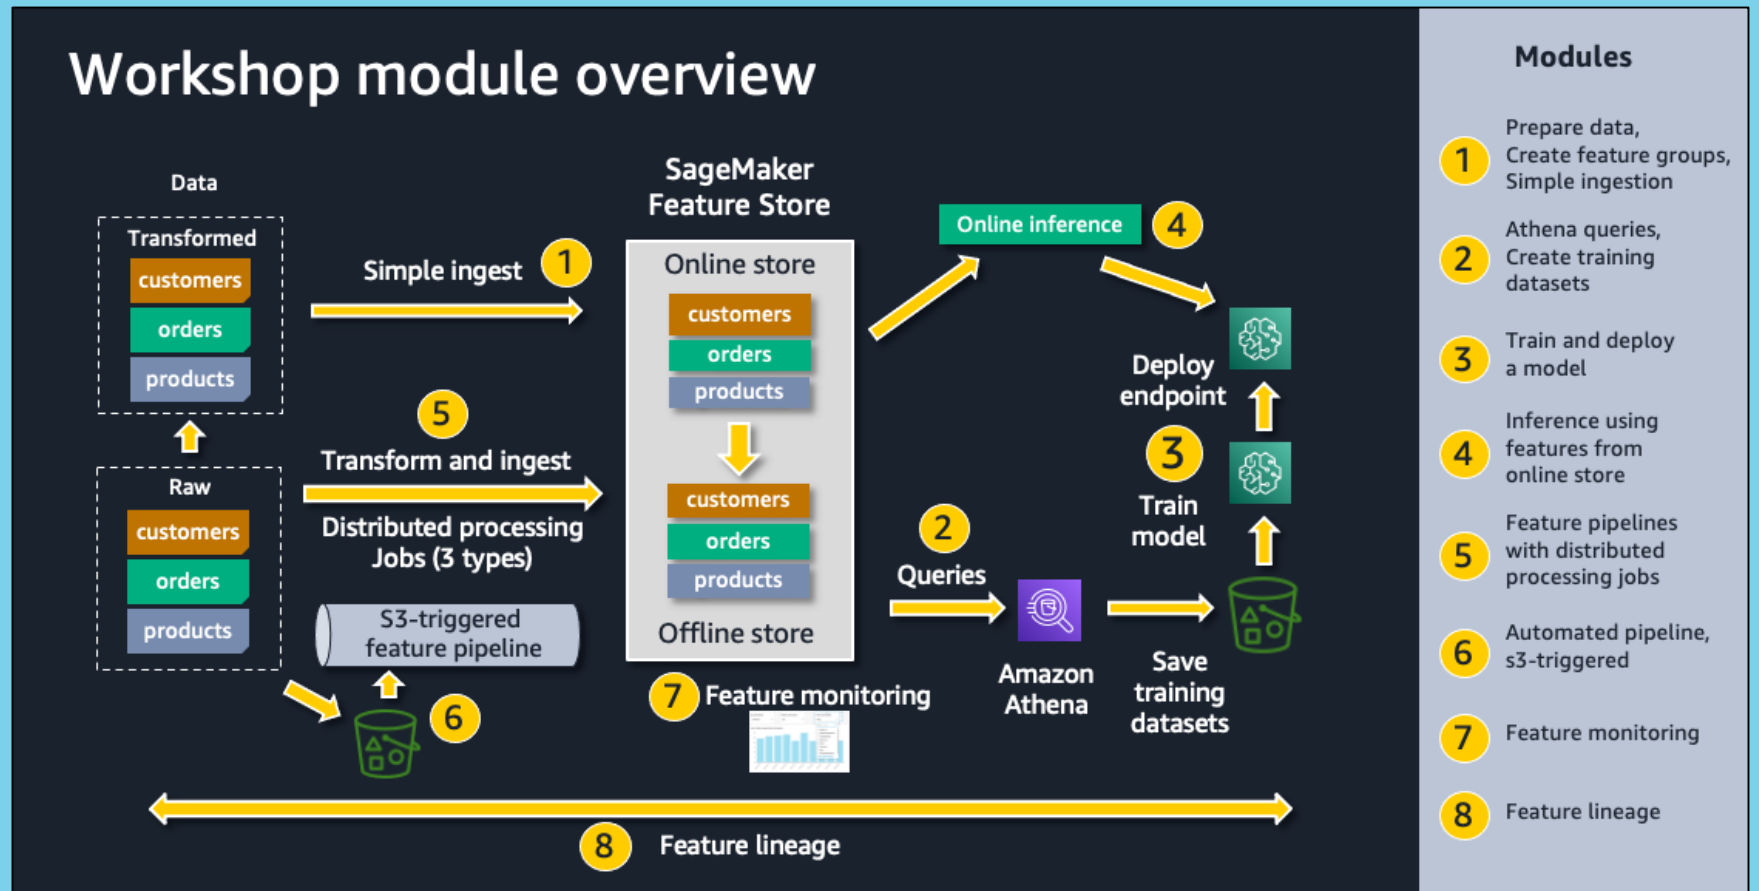 Workshop module overview
Data
Transformed
customers
orders
products
Raw
customers
orders
products
Simple ingest
1
5
Transform and ingest
Distributed processing
Jobs (3 types)
S3-triggered
feature pipeline
6
SageMaker
Feature Store
Online store
customers
orders
products
customers
orders
products
Offline store
7
Feature monitoring
Online inference
4
Deploy
endpoint
3
Train
model
2
Queries
Amazon
Athena
Save
training
datasets
8
Feature lineage
Modules
1
Prepare data,
Create feature groups,
Simple ingestion
2
Athena queries,
Create training
datasets
3
Train and deploy
a model
4
Inference using
features from
online store
5
Feature pipelines
with distributed
processing jobs
6
Automated pipeline,
s3-triggered
7
Feature monitoring
8
Feature lineage